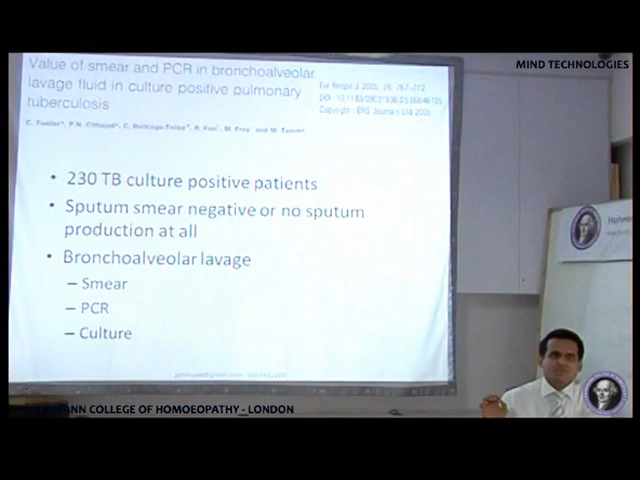 MIND TECHNOLOGIES
Value of smear and PCR in bronchoalveolar
lavage fluid in culture positive pulmonary
tuberculosis
Eur Respir J 2005; 26: 767–772
Copyright ERS Journals Ltd 2005
• 230 TB culture positive patients
• Sputum smear negative or no sputum
production at all
• Bronchoalveolar lavage
– Smear
– PCR
– Culture
COLLEGE OF HOMOEOPATHY - LONDON